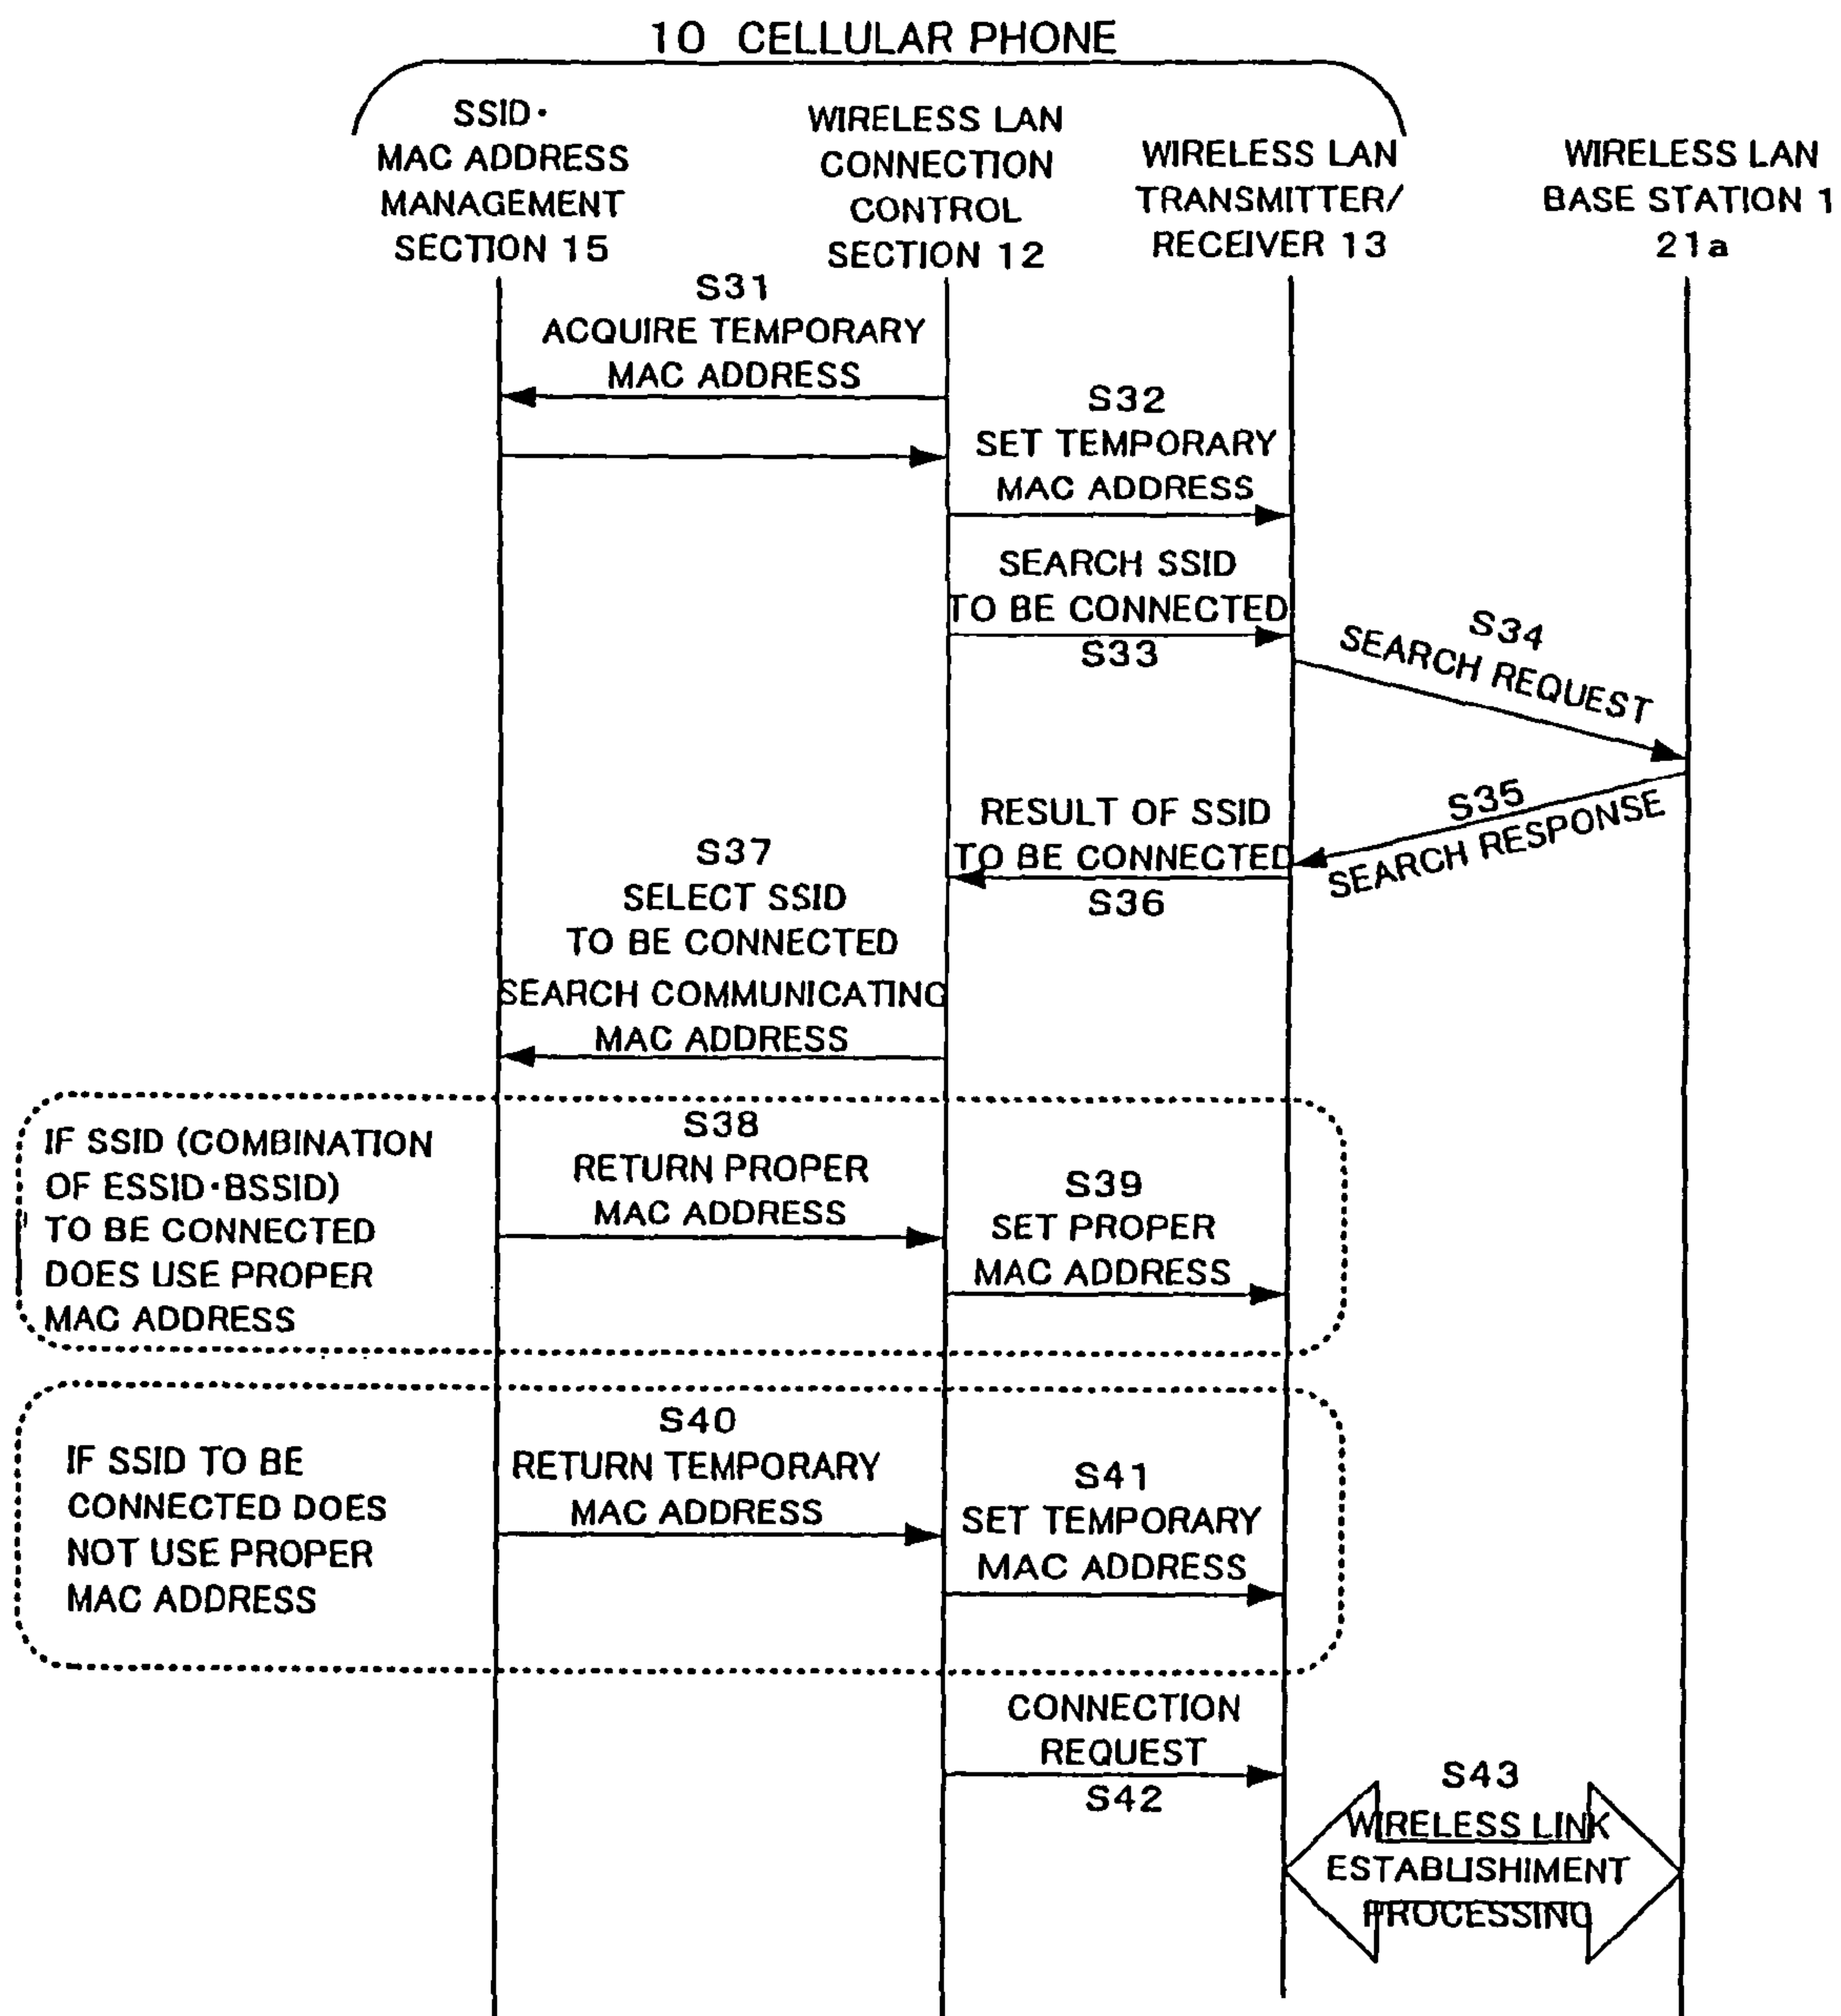 10 CELLULAR PHONE
SSID·
MAC ADDRESS
MANAGEMENT
SECTION 15
WIRELESS LAN
CONNECTION
CONTROL
SECTION 12
WIRELESS LAN
TRANSMITTER/
RECEIVER 13
WIRELESS LAN
BASE STATION 1
21a
S31
ACQUIRE TEMPORARY
MAC ADDRESS
S32
SET TEMPORARY
MAC ADDRESS
SEARCH SSID
TO BE CONNECTED
S33
S34
SEARCH REQUEST
S35
SEARCH RESPONSE
RESULT OF SSID
TO BE CONNECTED
S36
S37
SELECT SSID
TO BE CONNECTED
SEARCH COMMUNICATING
MAC ADDRESS
IF SSID (COMBINATION
OF ESSID·BSSID)
TO BE CONNECTED
DOES USE PROPER
MAC ADDRESS
S38
RETURN PROPER
MAC ADDRESS
S39
SET PROPER
MAC ADDRESS
IF SSID TO BE
CONNECTED DOES
NOT USE PROPER
MAC ADDRESS
S40
RETURN TEMPORARY
MAC ADDRESS
S41
SET TEMPORARY
MAC ADDRESS
CONNECTION
REQUEST
S42
S43
WIRELESS LINK
ESTABLISHIMENT
PROCESSING